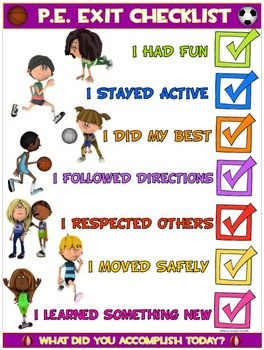 P.E. EXIT CHECKLIST
I HAD FUN
I STAYED ACTIVE
I DID MY BEST
I FOLLOWED DIRECTIONS
I RESPECTED OTHERS
I MOVED SAFELY
I LEARNED SOMETHING NEW
WHAT DID YOU ACCOMPLISH TODAY?